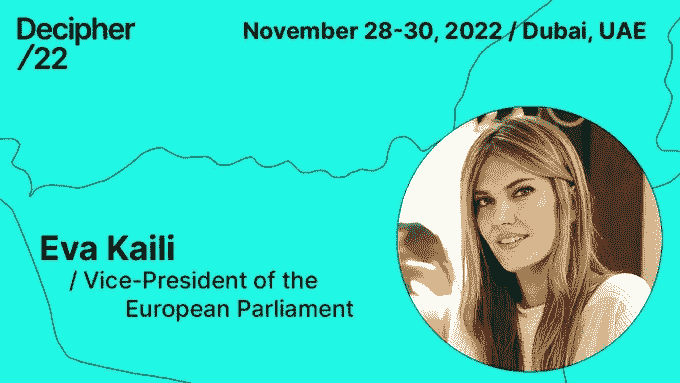 Decipher
/22
November 28-30, 2022 / Dubai, UAE
Eva Kaili
/ Vice-President of the
European Parliament